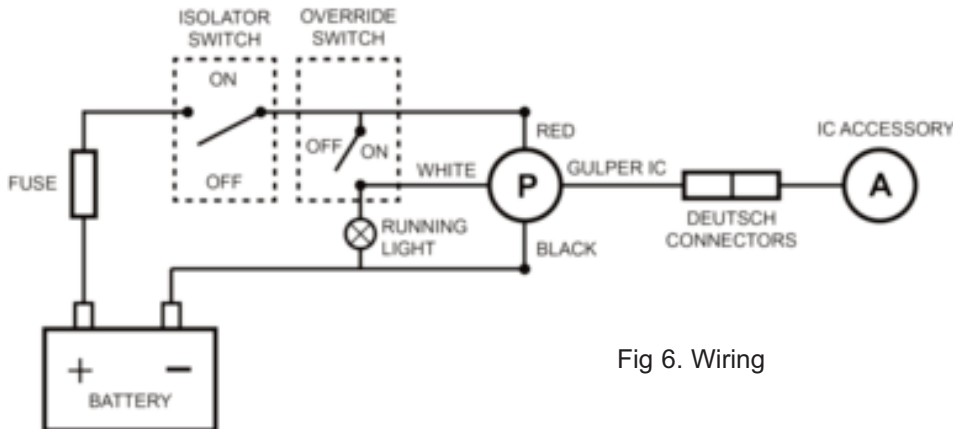 ISOLATOR
SWITCH
OVERRIDE
SWITCH
ON
OFF
OFF
ON
FUSE
RED
WHITE
P
GULPER IC
IC ACCESSORY
A
DEUTSCH
CONNECTORS
RUNNING
LIGHT
BLACK
+
−
BATTERY
Fig 6. Wiring